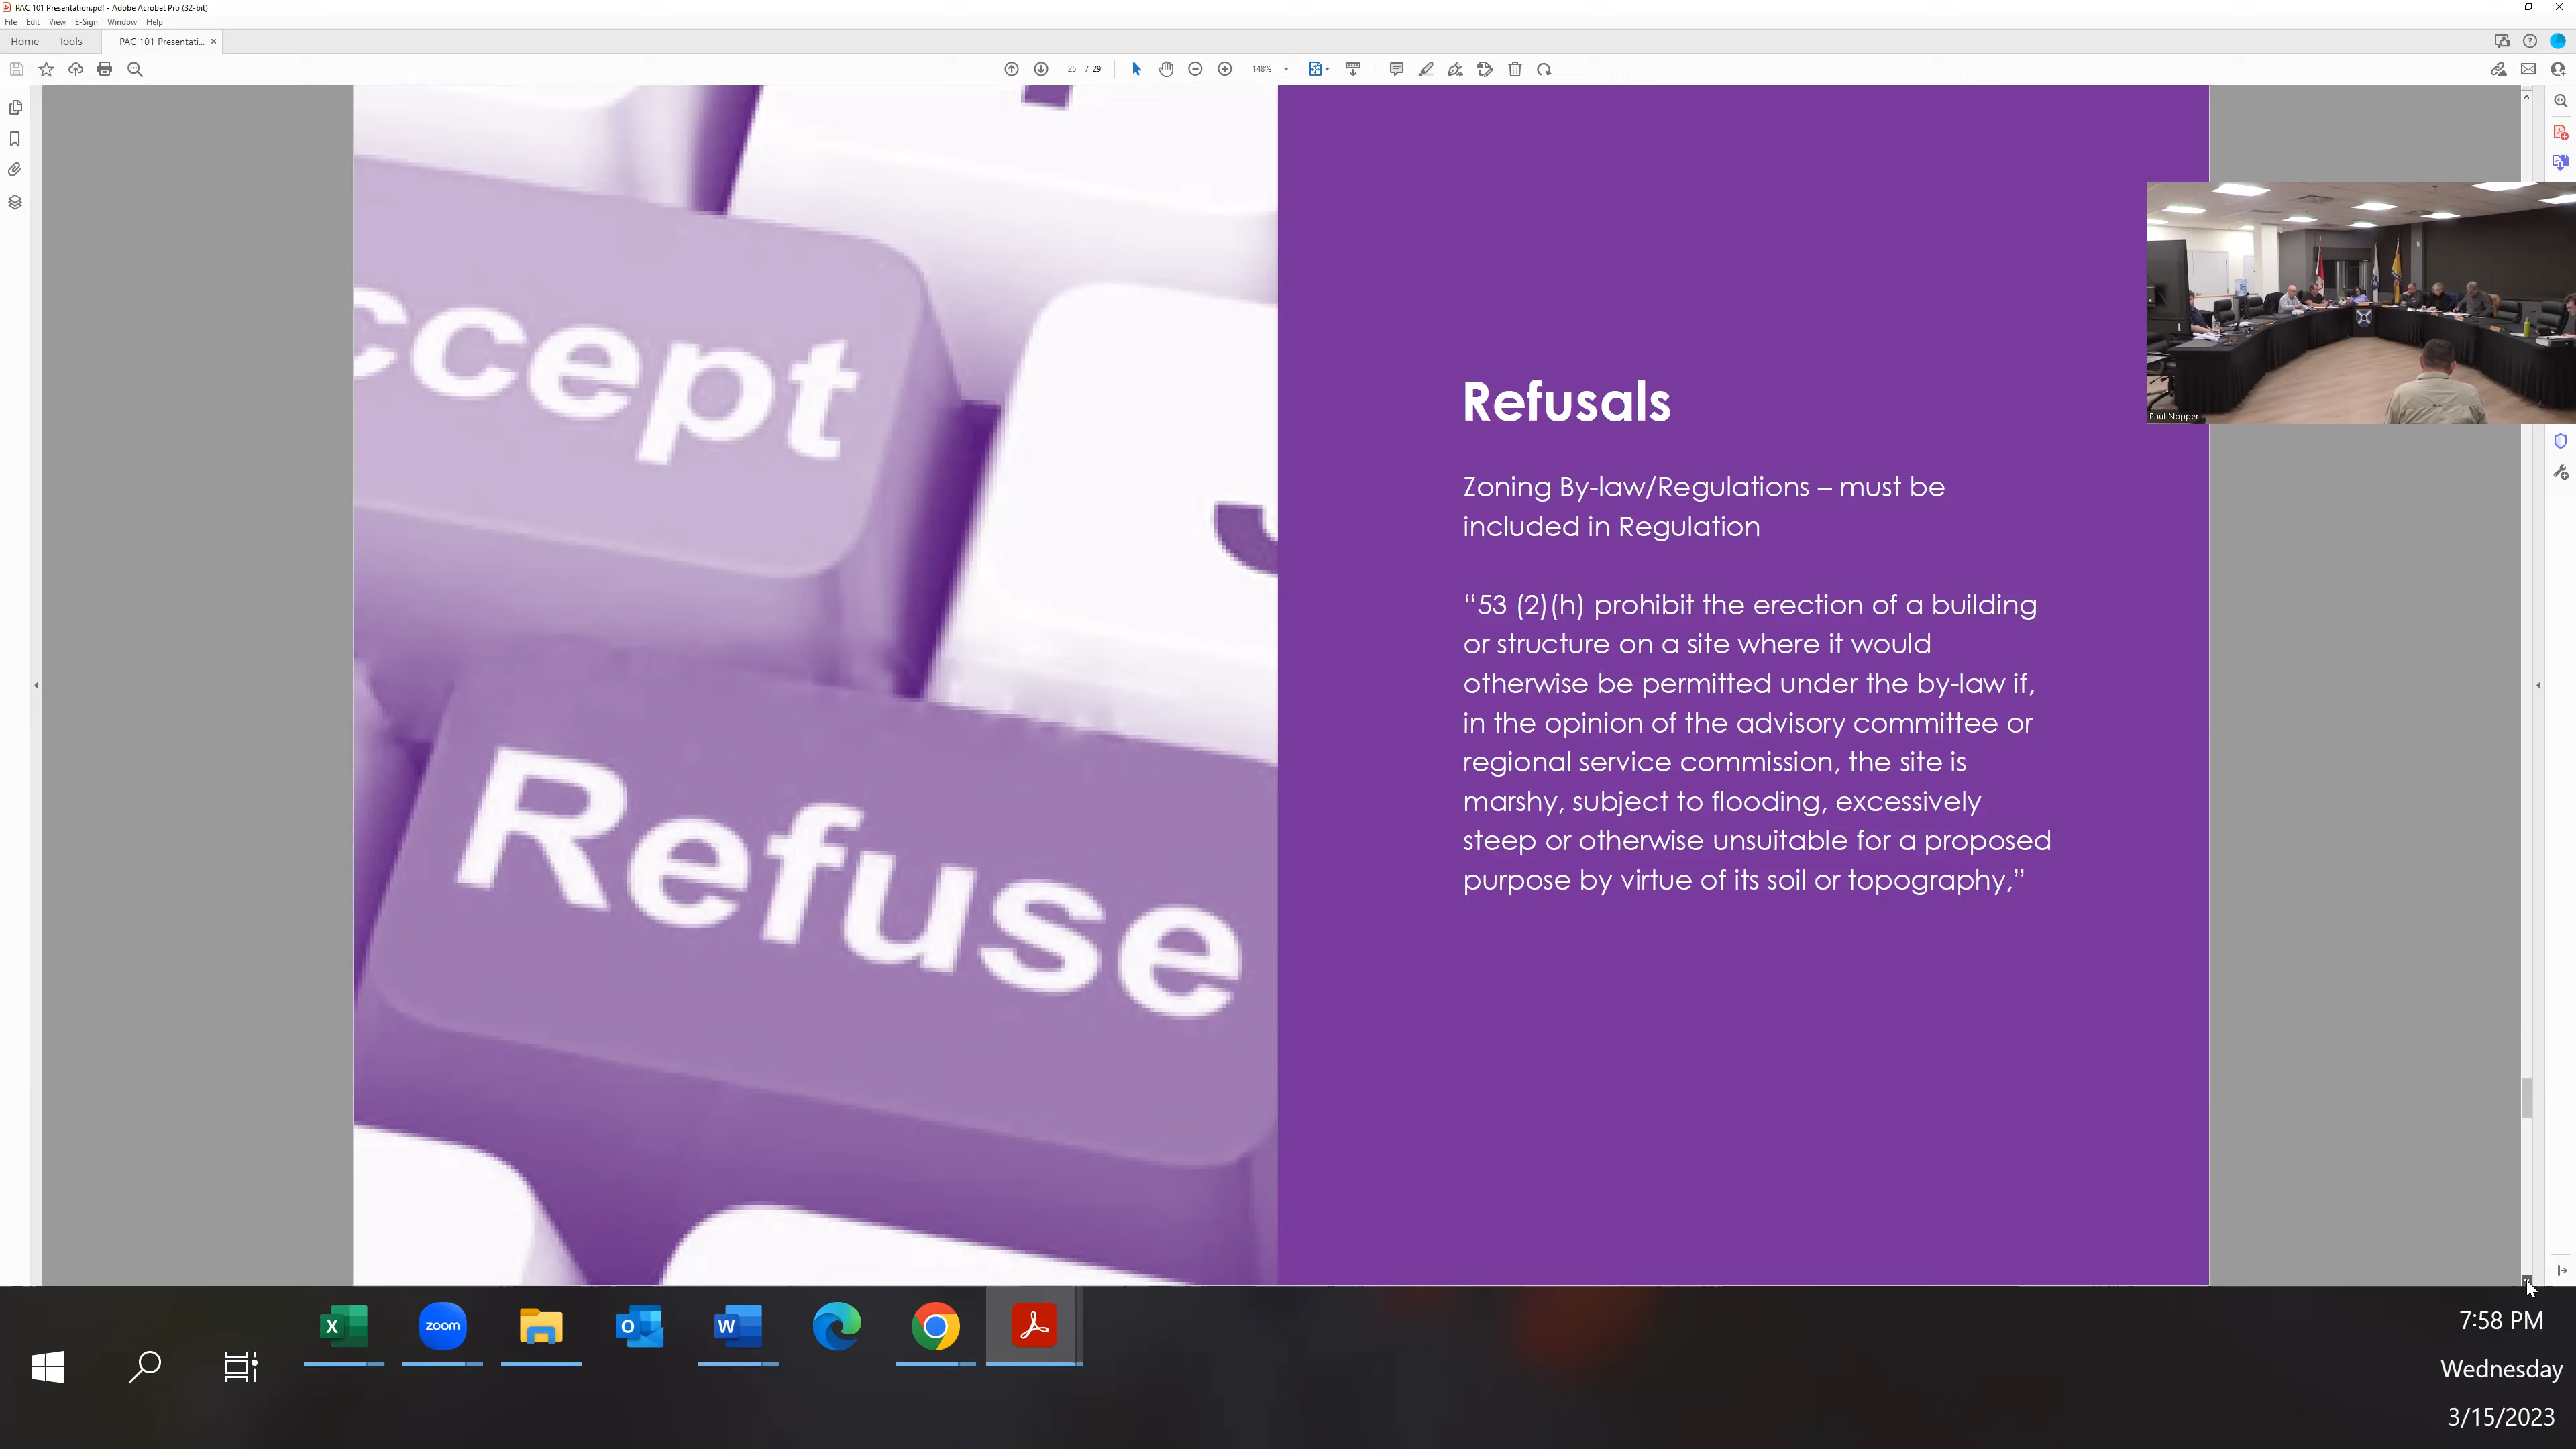 PAC 101 Presentation.pdf - Adobe Acrobat Pro (32-bit)
File Edit View E-Sign Window Help
Home Tools PAC 101 Presentati... ×
25 / 29 148%
ccept
Refuse
Refusals
Zoning By-law/Regulations – must be
included in Regulation
“53 (2)(h) prohibit the erection of a building
or structure on a site where it would
otherwise be permitted under the by-law if,
in the opinion of the advisory committee or
regional service commission, the site is
marshy, subject to flooding, excessively
steep or otherwise unsuitable for a proposed
purpose by virtue of its soil or topography,”
Paul Nopper
zoom
7:58 PM
Wednesday
3/15/2023